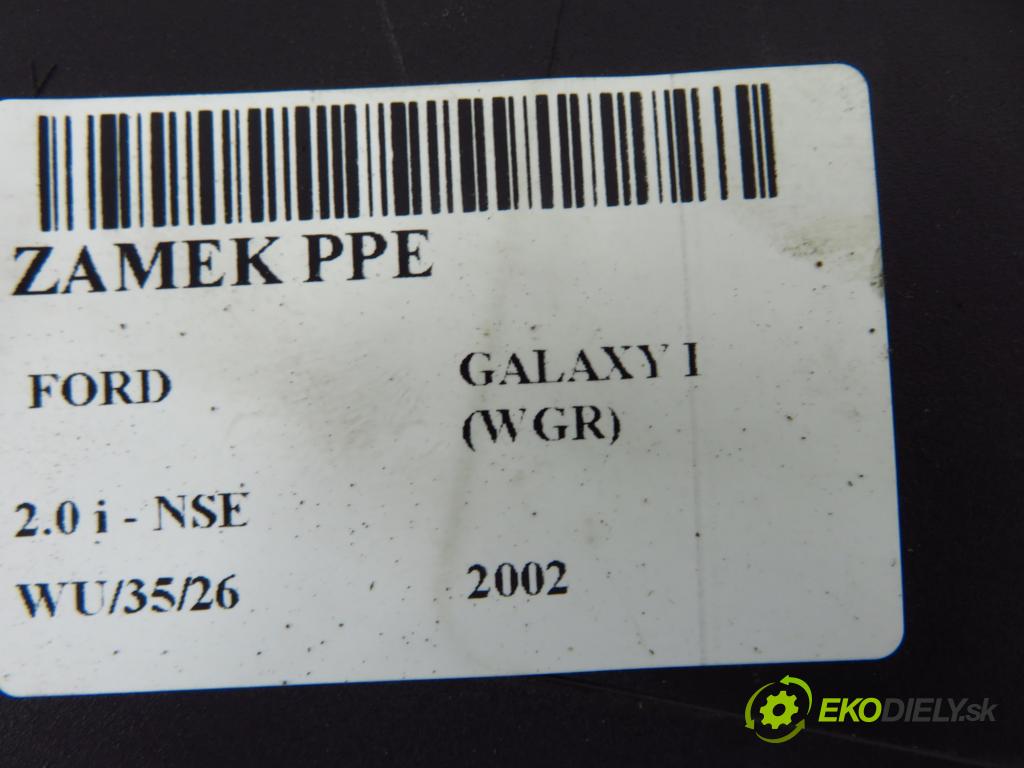 ZAMEK PPE
FORD
GALAXY I
(WGR)
2.0 i - NSE
WU/35/26
2002
EKODIELY.sk